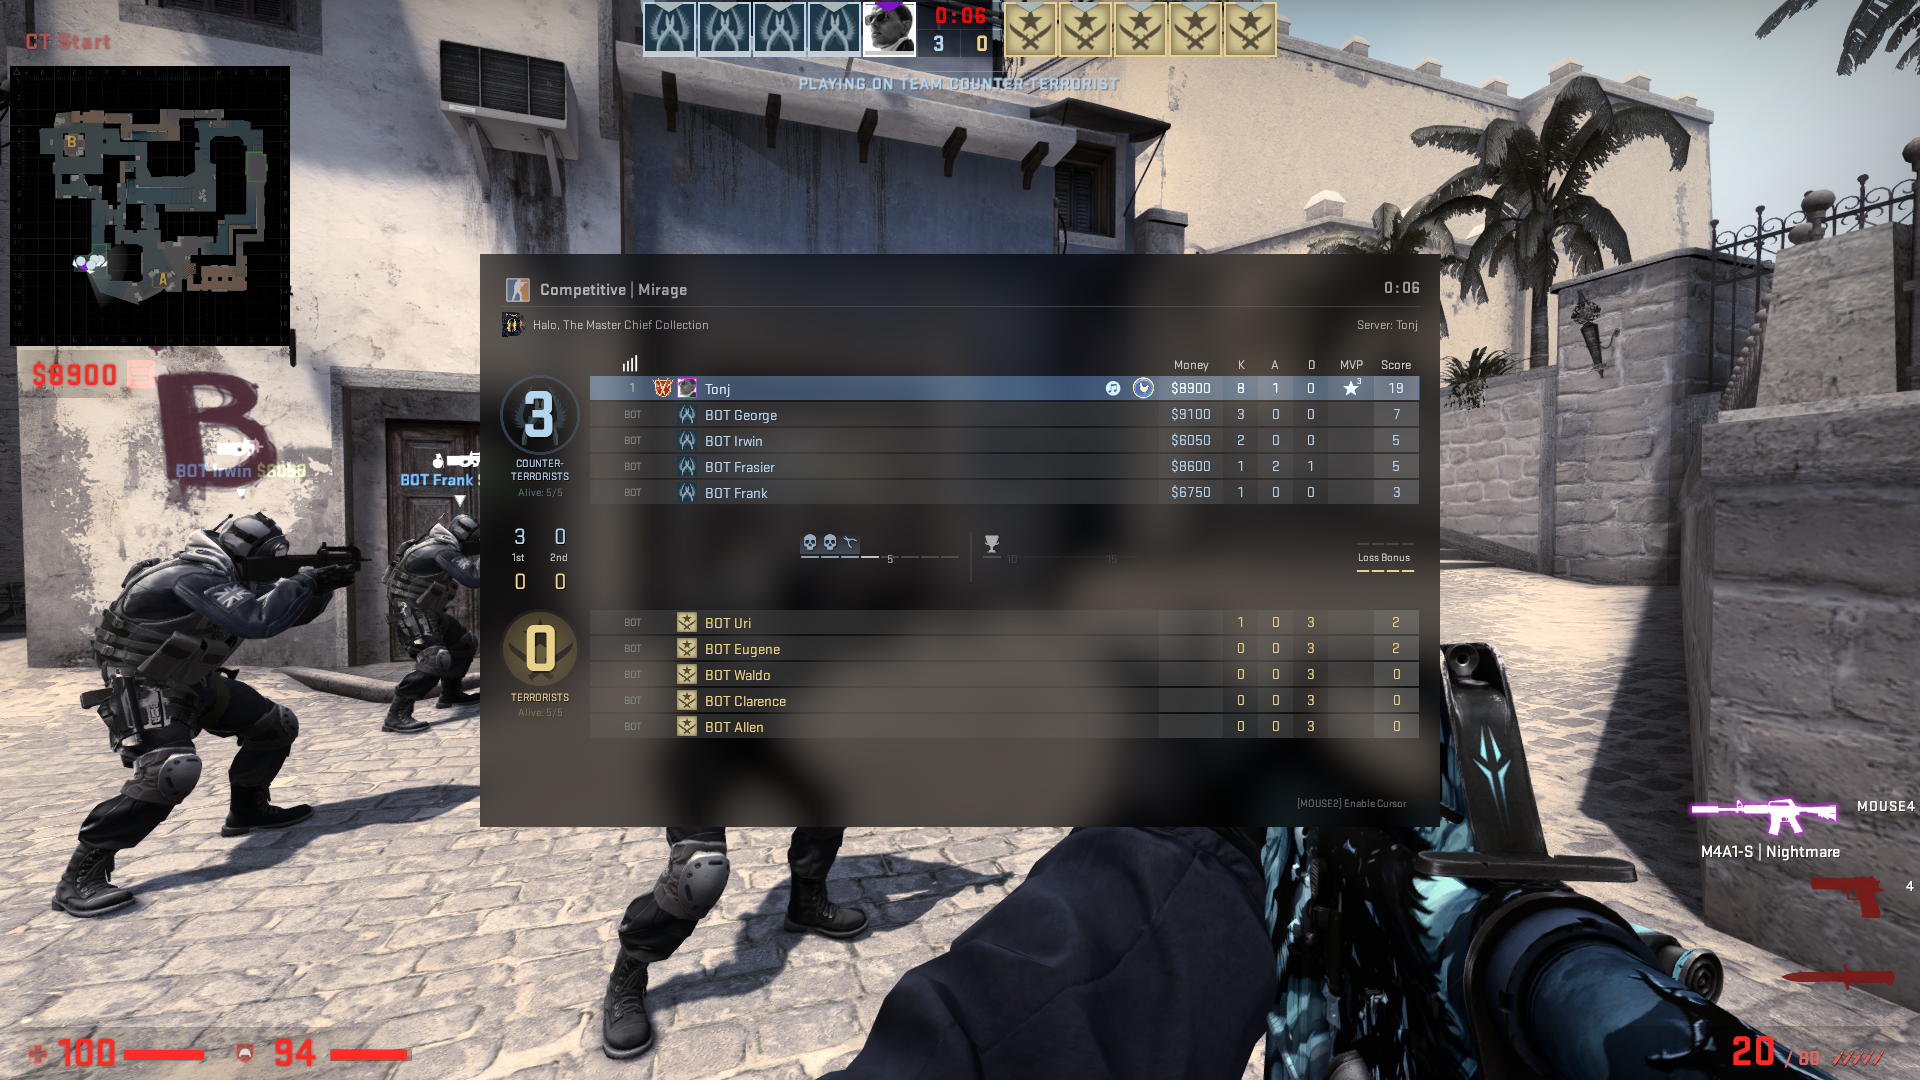 CT Start
0:06
3 0
PLAYING ON TEAM COUNTER-TERRORIST
B
A
$8900
B
BOT Irwin
BOT Frank
Competitive | Mirage 0:06
Halo, The Master Chief Collection Server: Tonj
Money K A D MVP Score
1 Tonj $8900 8 1 0 3 19
BOT BOT George $9100 3 0 0 7
BOT BOT Irwin $6050 2 0 0 5
BOT BOT Frasier $8600 1 2 1 5
BOT BOT Frank $6750 1 0 0 3
3
COUNTER-
TERRORISTS
Alive: 5/5
3 0
1st 2nd
0 0
5 10 15
Loss Bonus
0
TERRORISTS
Alive: 5/5
BOT BOT Uri 1 0 3 2
BOT BOT Eugene 0 0 3 2
BOT BOT Waldo 0 0 3 0
BOT BOT Clarence 0 0 3 0
BOT BOT Allen 0 0 3 0
[MOUSE2] Enable Cursor
MOUSE4
M4A1-S | Nightmare
4
100 94
20 / 80